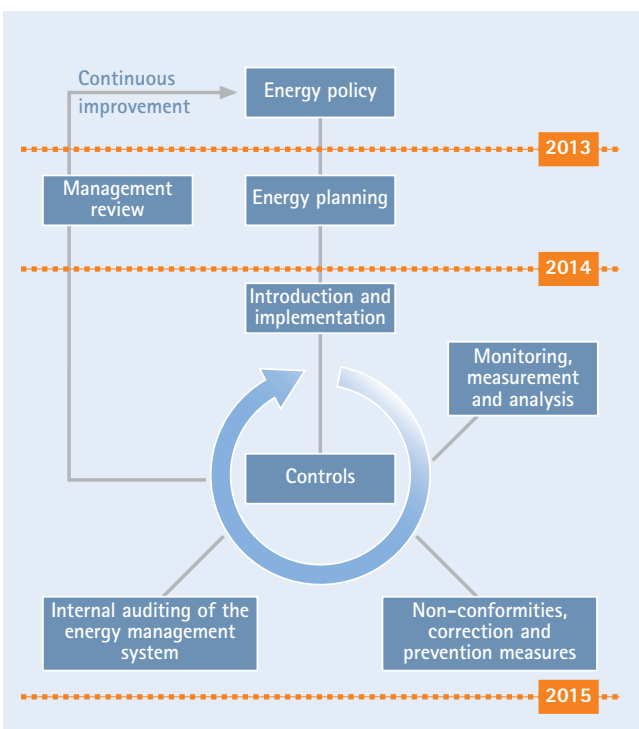 Continuous
improvement
Energy policy
2013
Management
review
Energy planning
2014
Introduction and
implementation
Monitoring,
measurement
and analysis
Controls
Internal auditing of the
energy management
system
Non-conformities,
correction and
prevention measures
2015